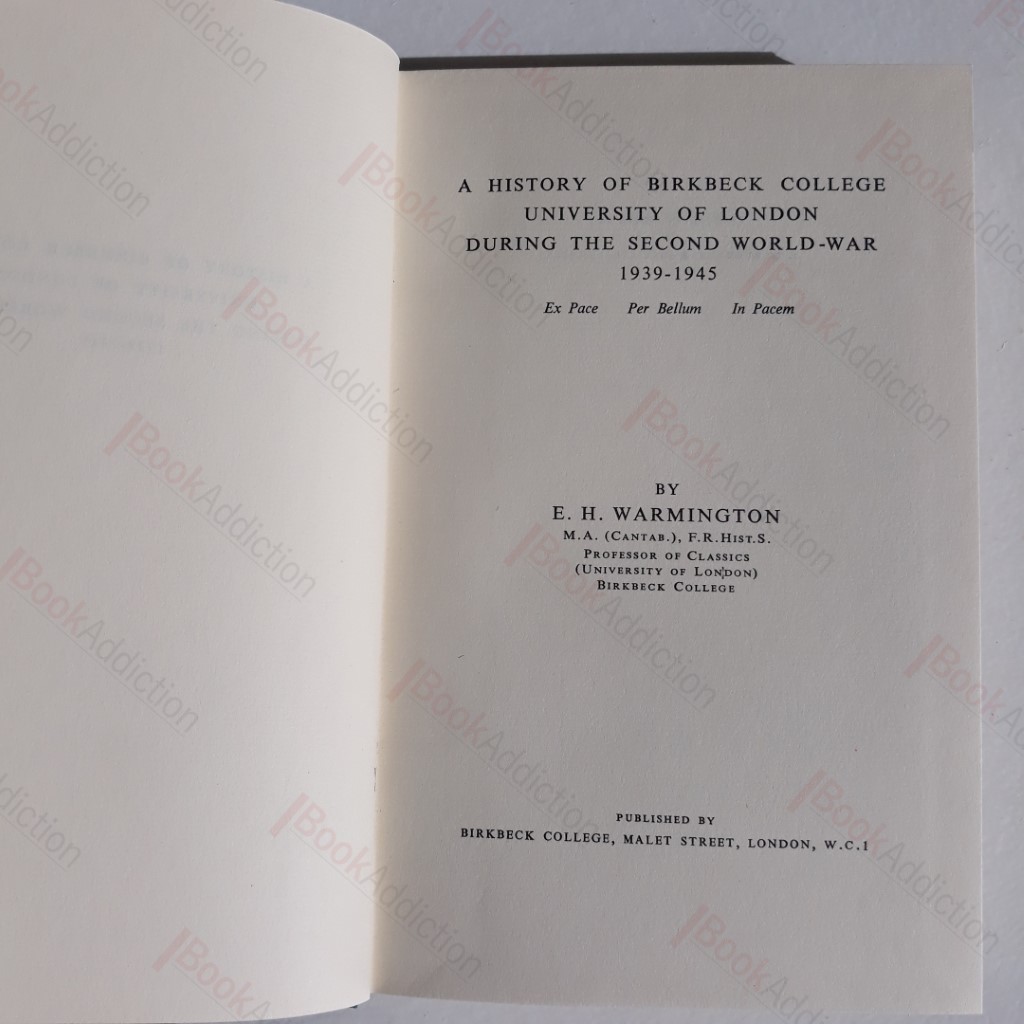 A HISTORY OF BIRKBECK COLLEGE
UNIVERSITY OF LONDON
DURING THE SECOND WORLD-WAR
1939-1945
Ex Pace Per Bellum In Pacem
BY
E. H. WARMINGTON
M.A. (CANTAB.), F.R.HIST.S.
PROFESSOR OF CLASSICS
(UNIVERSITY OF LONDON)
BIRKBECK COLLEGE
PUBLISHED BY
BIRKBECK COLLEGE, MALET STREET, LONDON, W.C.1
BookAddiction